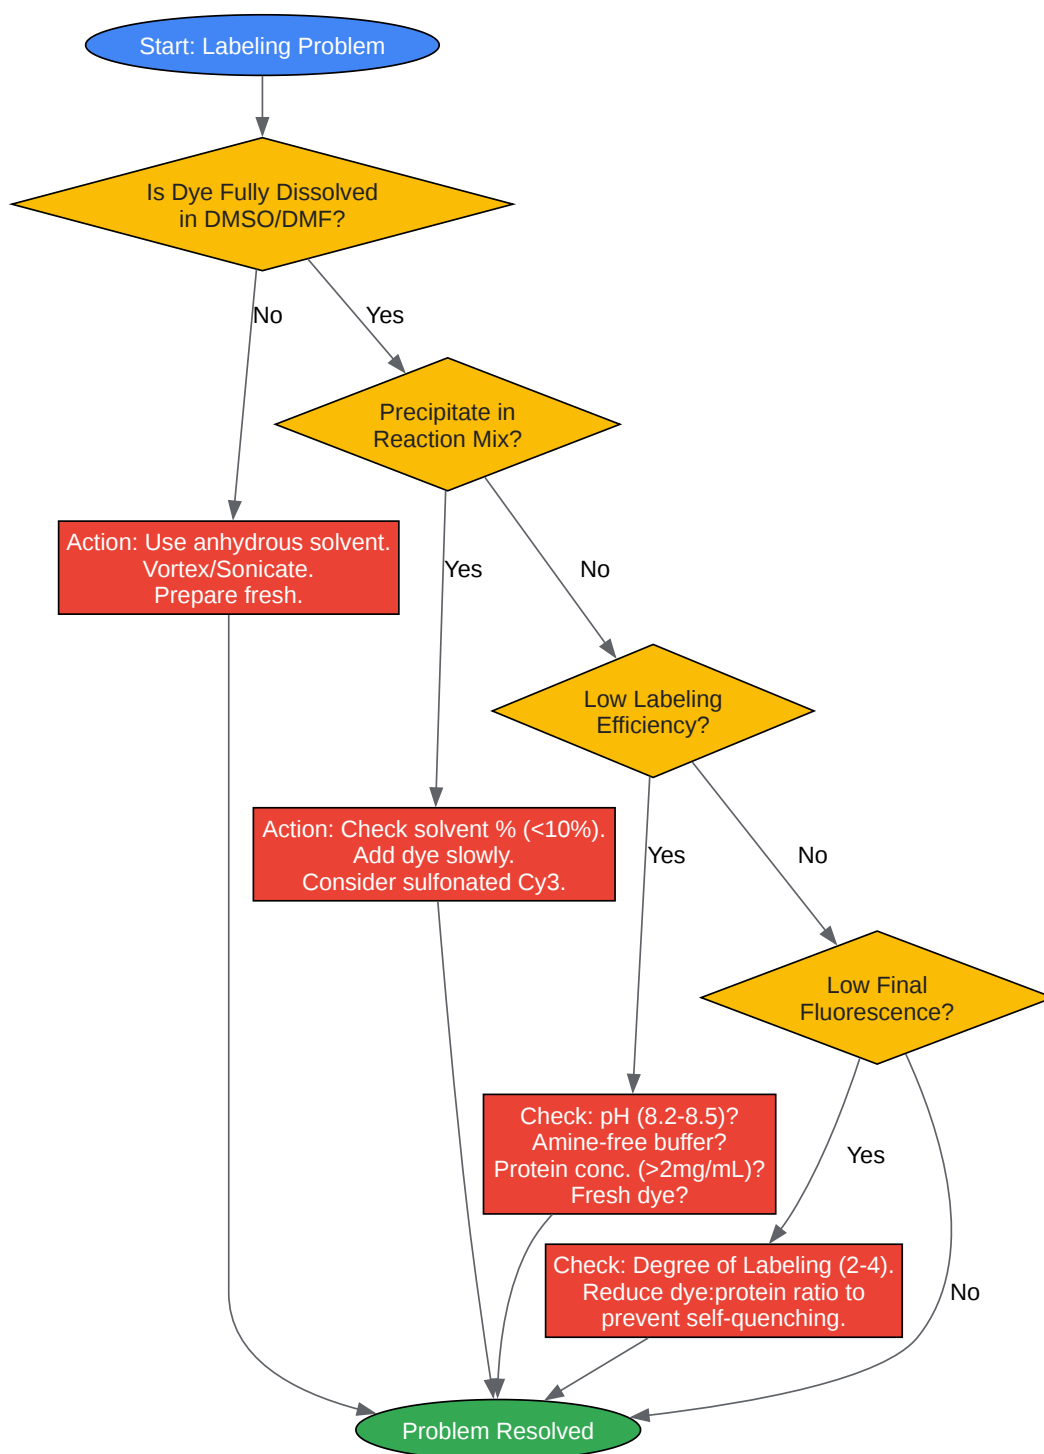 Start: Labeling Problem
Is Dye Fully Dissolved
in DMSO/DMF?
No
Yes
Precipitate in
Reaction Mix?
Action: Use anhydrous solvent.
Vortex/Sonicate.
Prepare fresh.
Yes
No
Low Labeling
Efficiency?
Action: Check solvent % (<10%).
Add dye slowly.
Consider sulfonated Cy3.
Yes
No
Low Final
Fluorescence?
Check: pH (8.2-8.5)?
Amine-free buffer?
Protein conc. (>2mg/mL)?
Fresh dye?
Yes
No
Check: Degree of Labeling (2-4).
Reduce dye:protein ratio to
prevent self-quenching.
Problem Resolved